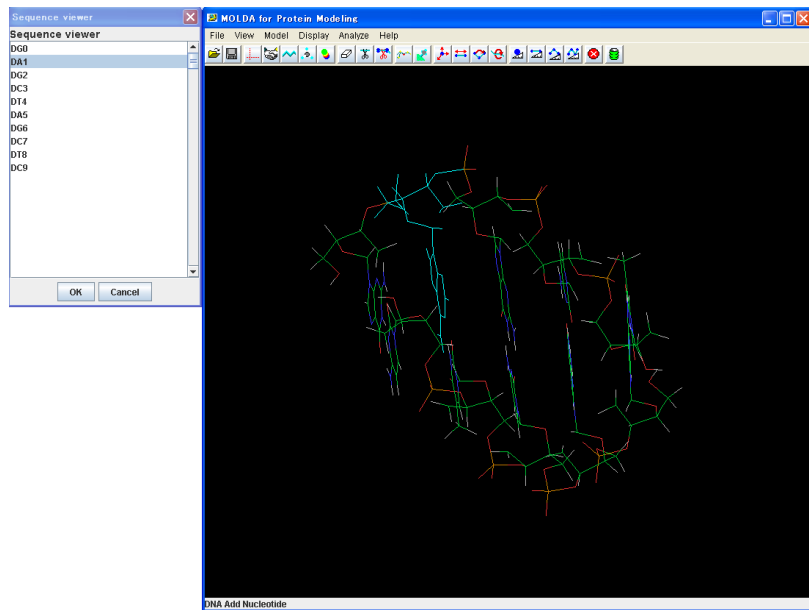 Sequence viewer
Sequence viewer
DG0
DA1
DG2
DC3
DT4
DA5
DG6
DC7
DT8
DC9
OK Cancel
MOLDA for Protein Modeling
File View Model Display Analyze Help
DNA Add Nucleotide